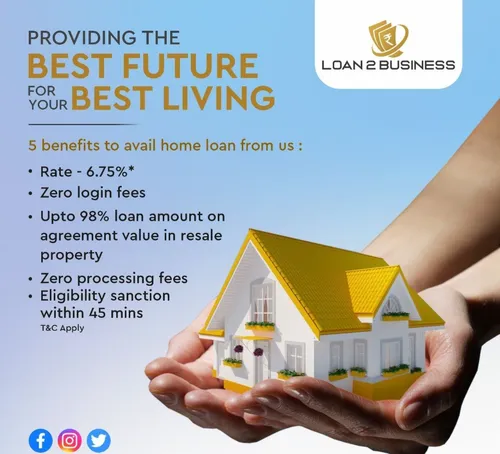 PROVIDING THE
BEST FUTURE
FOR
YOUR BEST LIVING
LOAN 2 BUSINESS
5 benefits to avail home loan from us :
• Rate - 6.75%*
• Zero login fees
• Upto 98% loan amount on
agreement value in resale
property
• Zero processing fees
• Eligibility sanction
within 45 mins
T&C Apply